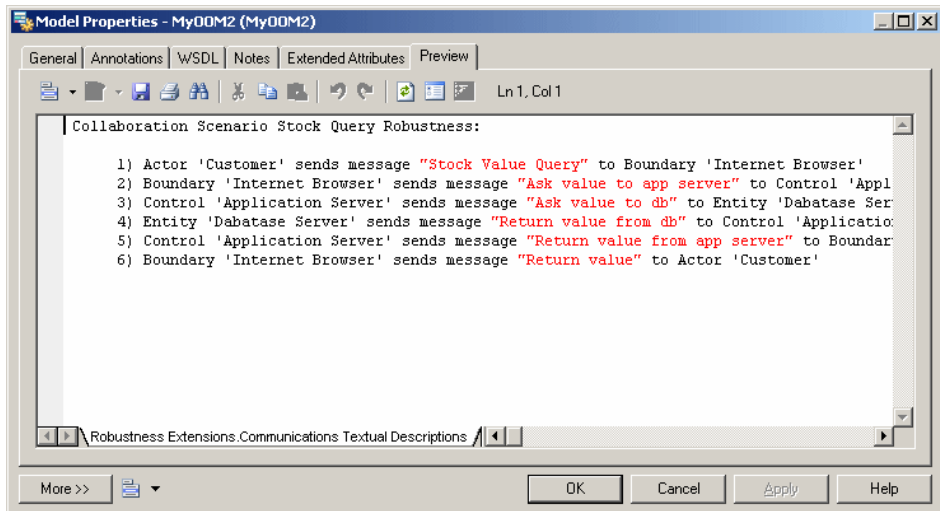 Model Properties - MyOOM2 (MyOOM2)
General Annotations WSDL Notes Extended Attributes Preview
Ln 1, Col 1
Collaboration Scenario Stock Query Robustness:
1) Actor 'Customer' sends message "Stock Value Query" to Boundary 'Internet Browser'
2) Boundary 'Internet Browser' sends message "Ask value to app server" to Control 'Appl
3) Control 'Application Server' sends message "Ask value to db" to Entity 'Dabatase Ser
4) Entity 'Dabatase Server' sends message "Return value from db" to Control 'Applicatio
5) Control 'Application Server' sends message "Return value from app server" to Boundar
6) Boundary 'Internet Browser' sends message "Return value" to Actor 'Customer'
Robustness Extensions.Communications Textual Descriptions
More >> OK Cancel Apply Help